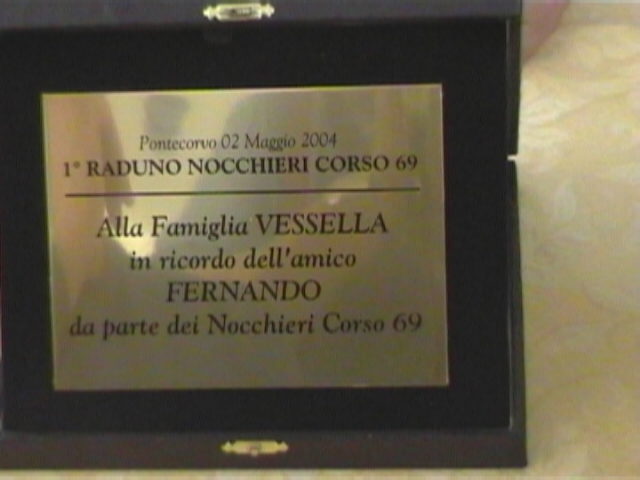 Pontecorvo 02 Maggio 2004
1° RADUNO NOCCHIERI CORSO 69
Alla Famiglia VESSELLA
in ricordo dell'amico
FERNANDO
da parte dei Nocchieri Corso 69